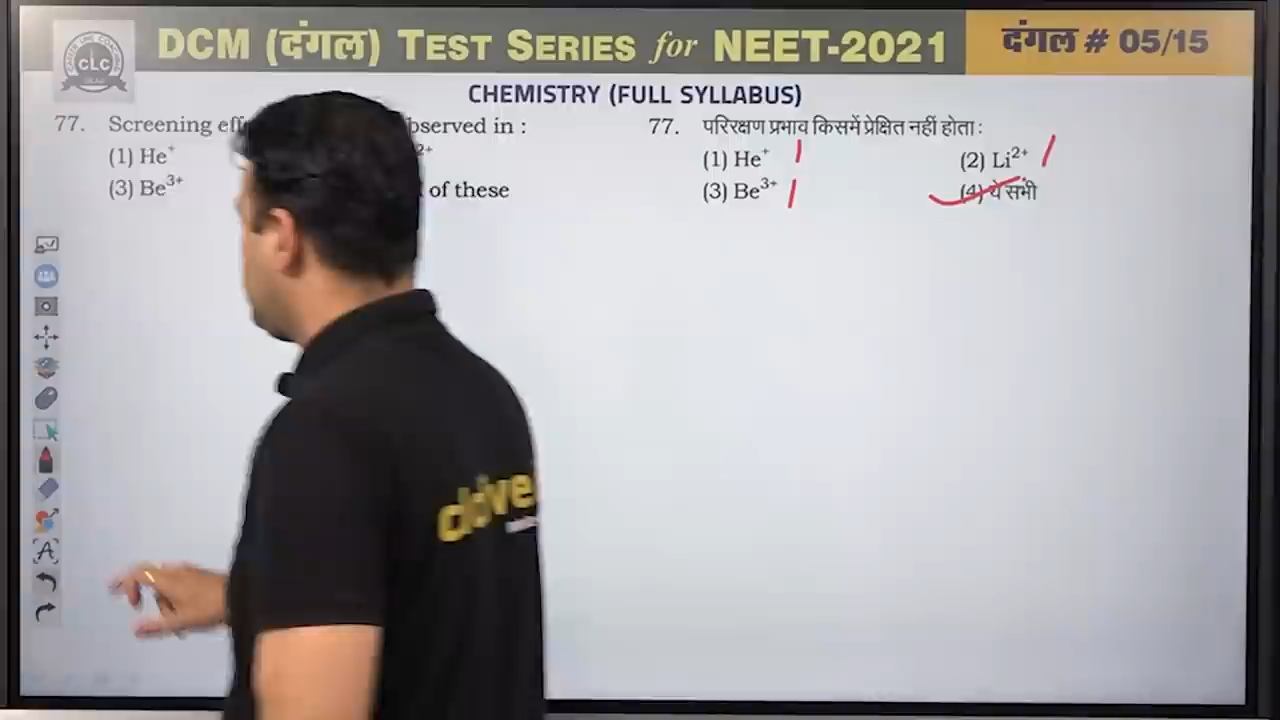 DCM (दंगल) TEST SERIES for NEET-2021
दंगल # 05/15
CLC
CHEMISTRY (FULL SYLLABUS)
77. Screening eff bserved in :
(1) He⁺ 2+
(3) Be³⁺ of these
77. परिरक्षण प्रभाव किसमें प्रेक्षित नहीं होता :
(1) He⁺ (2) Li²⁺
(3) Be³⁺ (4) ये सभी